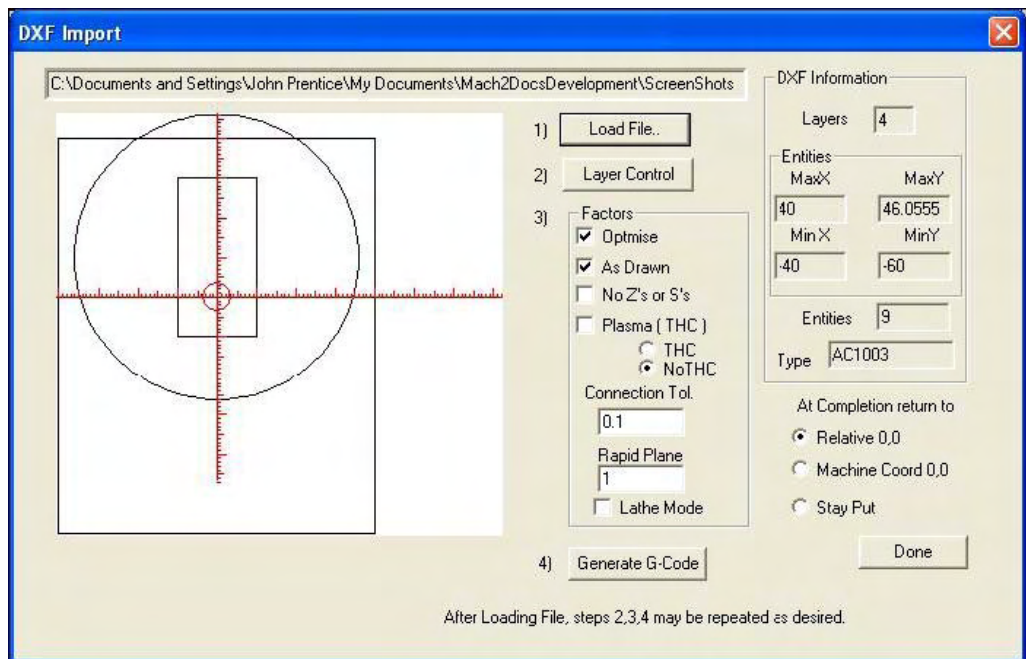 DXF Import
C:\Documents and Settings\John Prentice\My Documents\Mach2DocsDevelopment\ScreenShots
1) Load File..
2) Layer Control
3) Factors
Optmise
As Drawn
No Z's or S's
Plasma ( THC )
THC
NoTHC
Connection Tol.
0.1
Rapid Plane
1
Lathe Mode
4) Generate G-Code
DXF Information
Layers 4
Entities
MaxX MaxY
40 46.0555
Min X MinY
-40 -60
Entities 9
Type AC1003
At Completion return to
Relative 0,0
Machine Coord 0,0
Stay Put
Done
After Loading File, steps 2,3,4 may be repeated as desired.